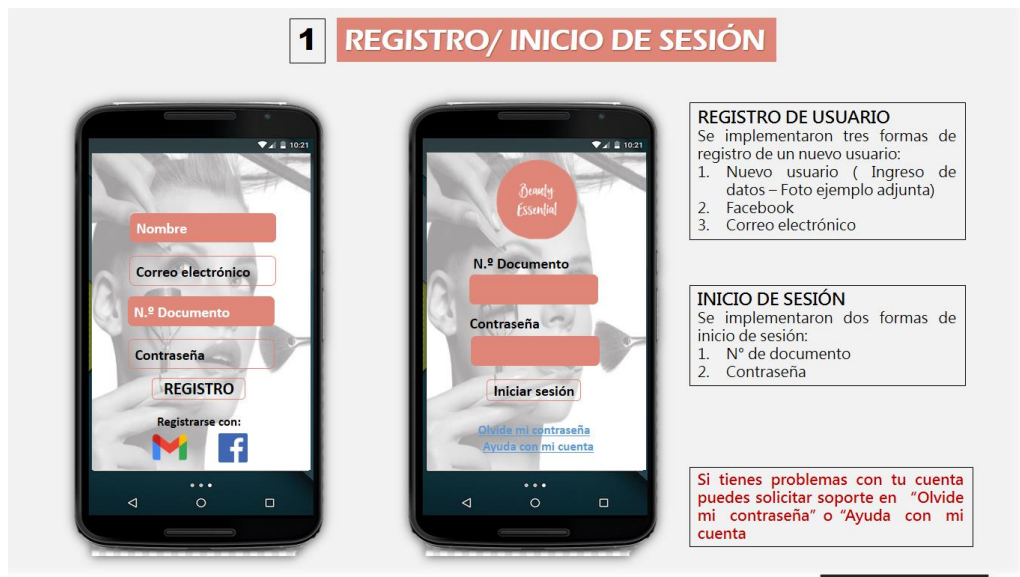 1 REGISTRO/ INICIO DE SESIÓN
10:21
Nombre
Correo electrónico
N.º Documento
Contraseña
REGISTRO
Registrarse con:
10:21
Beauty
Essential
N.º Documento
Contraseña
Iniciar sesión
Olvide mi contraseña
Ayuda con mi cuenta
REGISTRO DE USUARIO
Se implementaron tres formas de
registro de un nuevo usuario:
1. Nuevo usuario ( Ingreso de
datos – Foto ejemplo adjunta)
2. Facebook
3. Correo electrónico
INICIO DE SESIÓN
Se implementaron dos formas de
inicio de sesión:
1. N° de documento
2. Contraseña
Si tienes problemas con tu cuenta
puedes solicitar soporte en “Olvide
mi contraseña” o “Ayuda con mi
cuenta